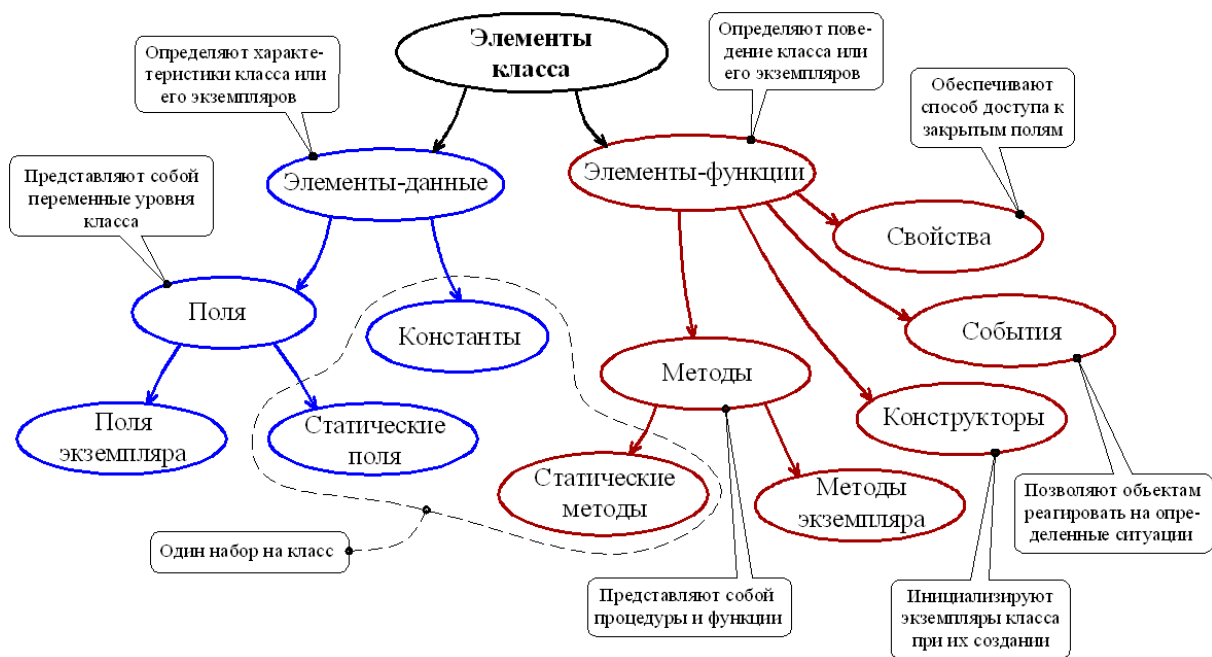 Элементы
класса
Определяют характе-
теристики класса или
его экземпляров
Определяют пове-
дение класса или
его экземпляров
Обеспечивают
способ доступа к
закрытым полям
Представляют собой
переменные уровня
класса
Элементы-данные
Элементы-функции
Свойства
Поля
Константы
События
Методы
Конструкторы
Поля
экземпляра
Статические
поля
Статические
методы
Методы
экземпляра
Позволяют объектам
реагировать на опре-
деленные ситуации
Один набор на класс
Представляют собой
процедуры и функции
Инициализируют
экземпляры класса
при их создании